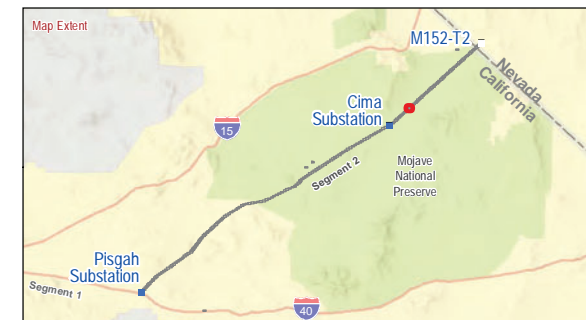 Map Extent
M152-T2
Nevada
California
Cima
Substation
15
Mojave
National
Preserve
Segment 2
Pisgah
Substation
Segment 1
40